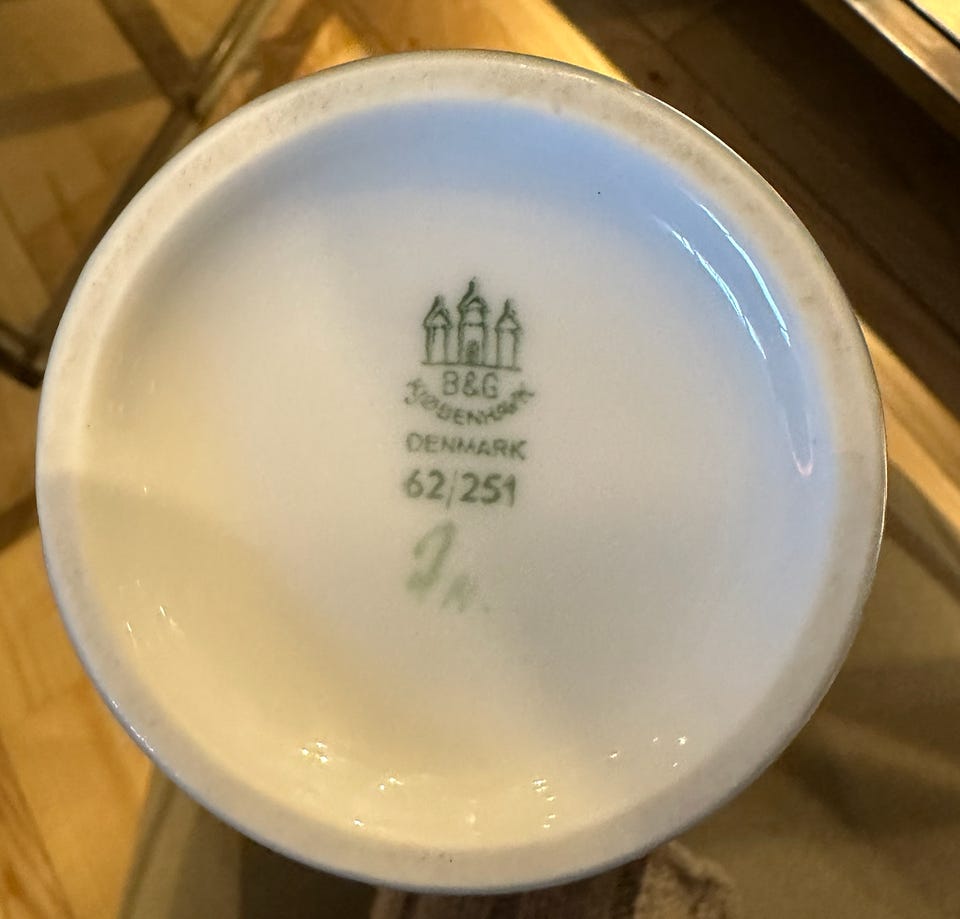 B&G
KJØBENHAVN
DENMARK
62/251